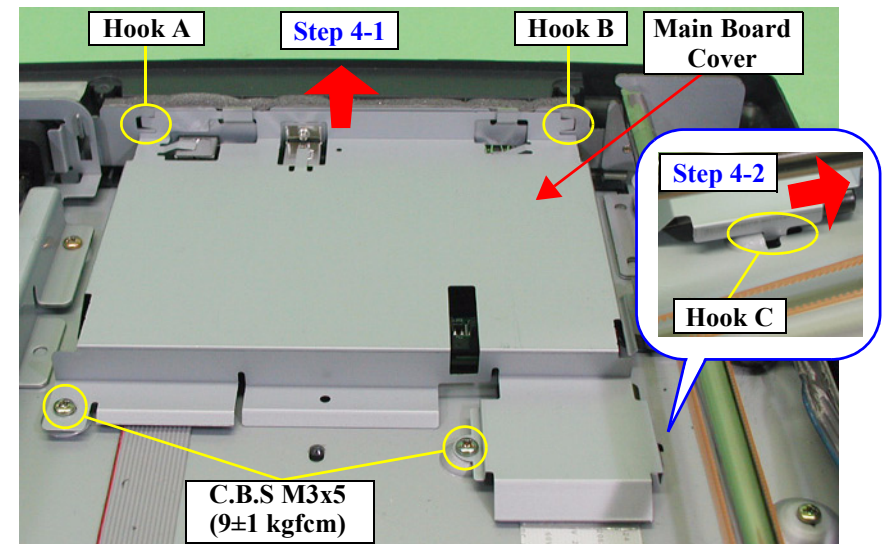 Hook A
Step 4-1
Hook B
Main Board
Cover
Step 4-2
Hook C
C.B.S M3x5
(9±1 kgfcm)